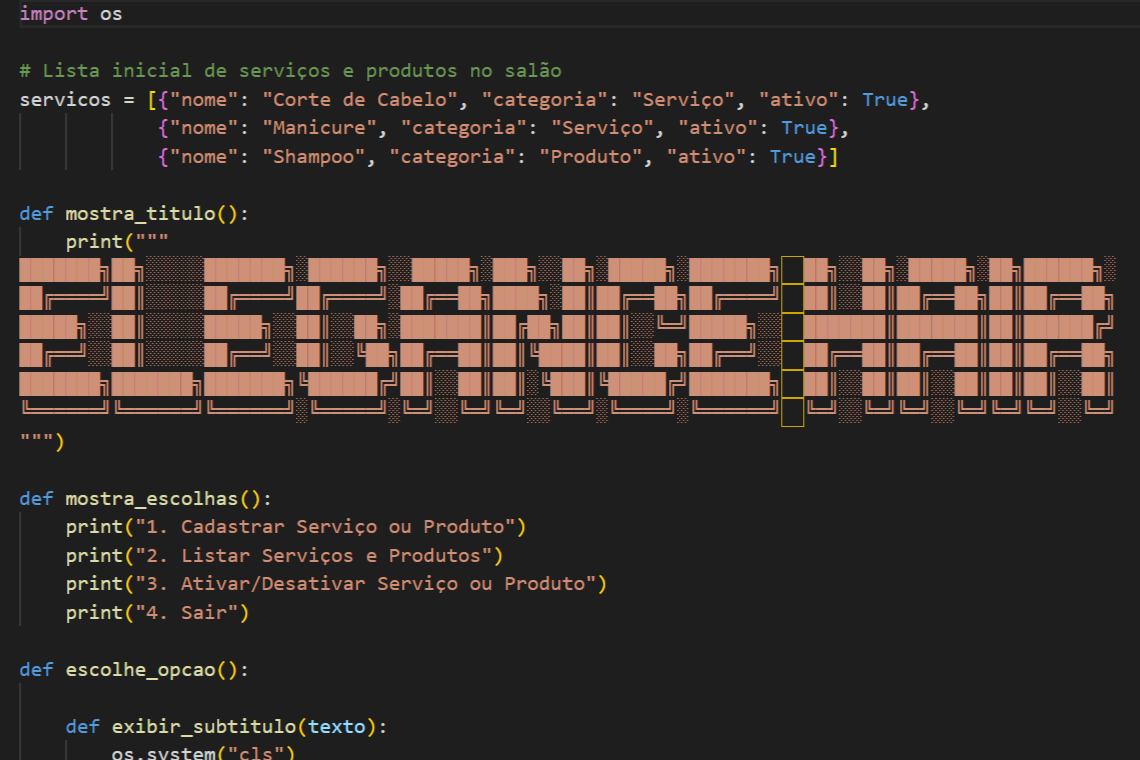 import os
# Lista inicial de serviços e produtos no salão
servicos = [{"nome": "Corte de Cabelo", "categoria": "Serviço", "ativo": True},
{"nome": "Manicure", "categoria": "Serviço", "ativo": True},
{"nome": "Shampoo", "categoria": "Produto", "ativo": True}]
def mostra_titulo():
print("""
""")
def mostra_escolhas():
print("1. Cadastrar Serviço ou Produto")
print("2. Listar Serviços e Produtos")
print("3. Ativar/Desativar Serviço ou Produto")
print("4. Sair")
def escolhe_opcao():
def exibir_subtitulo(texto):
os.system("cls")